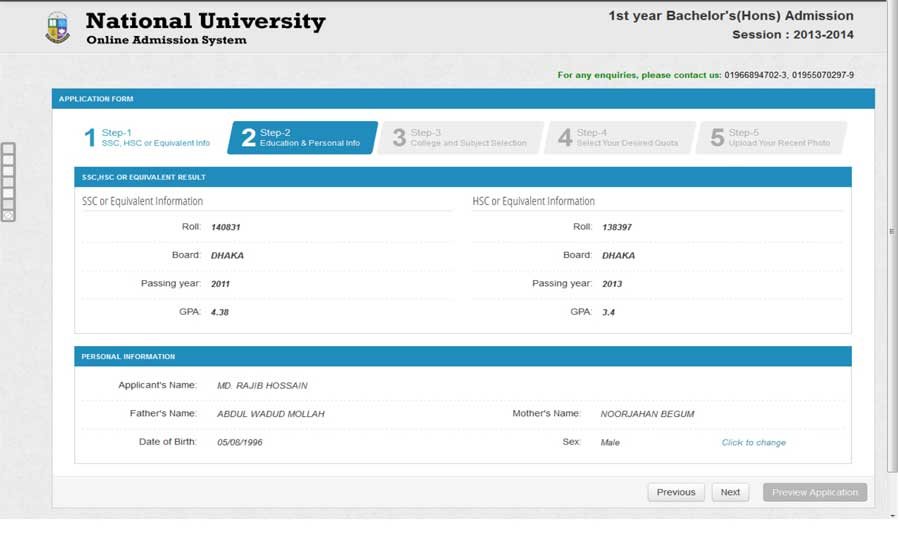 National University
Online Admission System
1st year Bachelor's(Hons) Admission
Session : 2013-2014
For any enquiries, please contact us: 01966894702-3, 01955070297-9
APPLICATION FORM
1 Step-1 SSC, HSC or Equivalent Info
2 Step-2 Education & Personal Info
3 Step-3 College and Subject Selection
4 Step-4 Select Your Desired Quota
5 Step-5 Upload Your Recent Photo
SSC,HSC OR EQUIVALENT RESULT
SSC or Equivalent Information
Roll: 140831
Board: DHAKA
Passing year: 2011
GPA: 4.38
HSC or Equivalent Information
Roll: 138397
Board: DHAKA
Passing year: 2013
GPA: 3.4
PERSONAL INFORMATION
Applicant's Name: MD. RAJIB HOSSAIN
Father's Name: ABDUL WADUD MOLLAH Mother's Name: NOORJAHAN BEGUM
Date of Birth: 05/08/1996 Sex: Male Click to change
Previous Next Preview Application